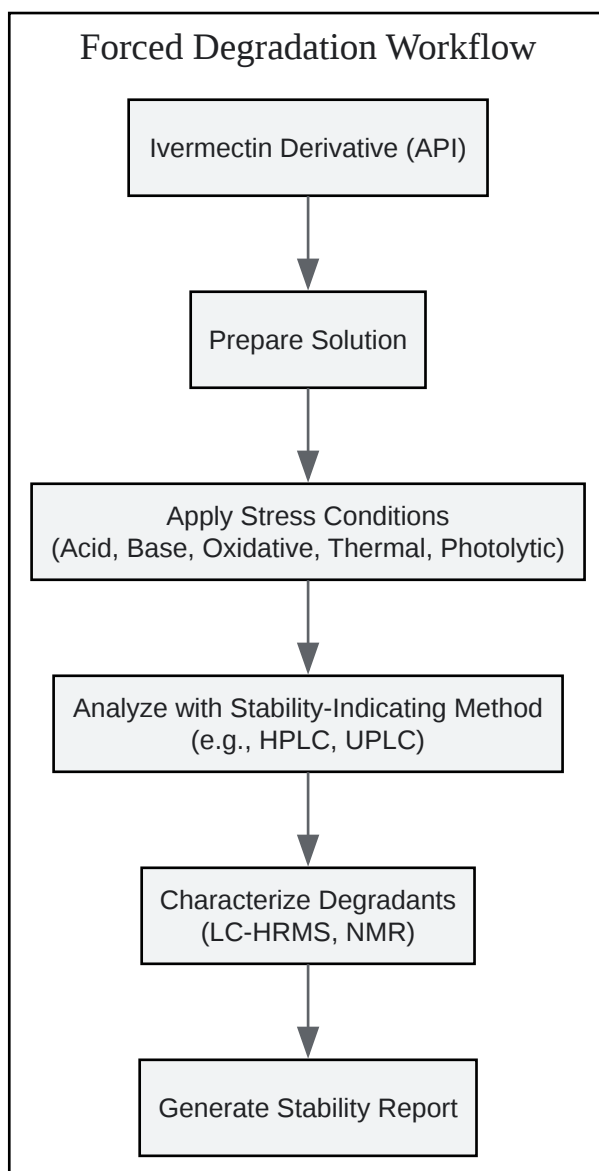 Forced Degradation Workflow
Ivermectin Derivative (API)
Prepare Solution
Apply Stress Conditions
(Acid, Base, Oxidative, Thermal, Photolytic)
Analyze with Stability-Indicating Method
(e.g., HPLC, UPLC)
Characterize Degradants
(LC-HRMS, NMR)
Generate Stability Report